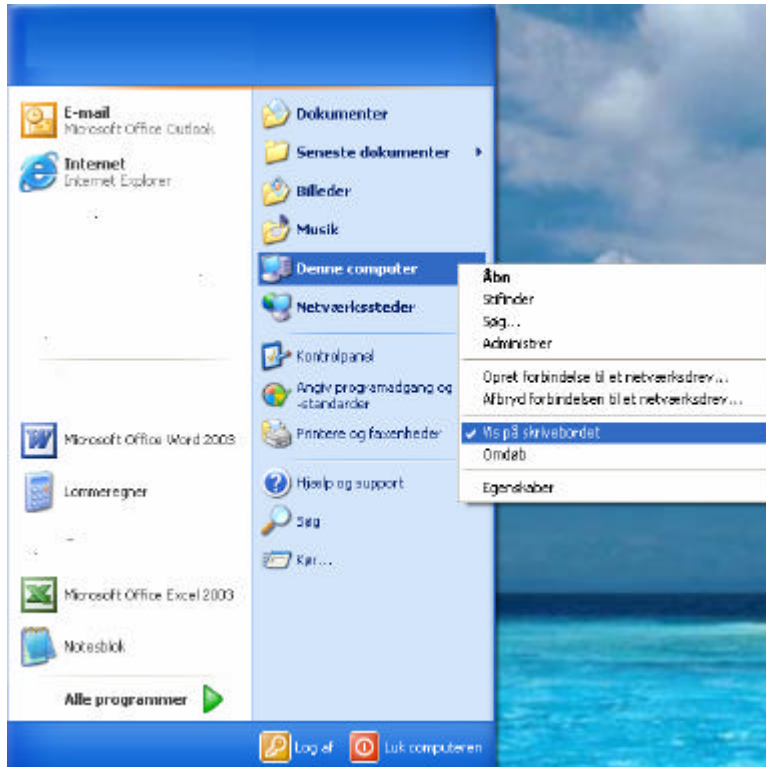 E-mail
Microsoft Office Outlook
Internet
Internet Explorer
Microsoft Office Word 2003
Lommeregner
Microsoft Office Excel 2003
Notesblok
Alle programmer
Dokumenter
Seneste dokumenter
Billeder
Musik
Denne computer
Netværkssteder
Kontrolpanel
Angiv programadgang og
-standarder
Printere og faxenheder
Hjælp og support
Søg
Kør...
Åbn
Stifinder
Søg...
Administrer
Opret forbindelse til et netværksdrev...
Afbryd forbindelsen til et netværksdrev...
Vis på skrivebordet
Omdøb
Egenskaber
Log af
Luk computeren